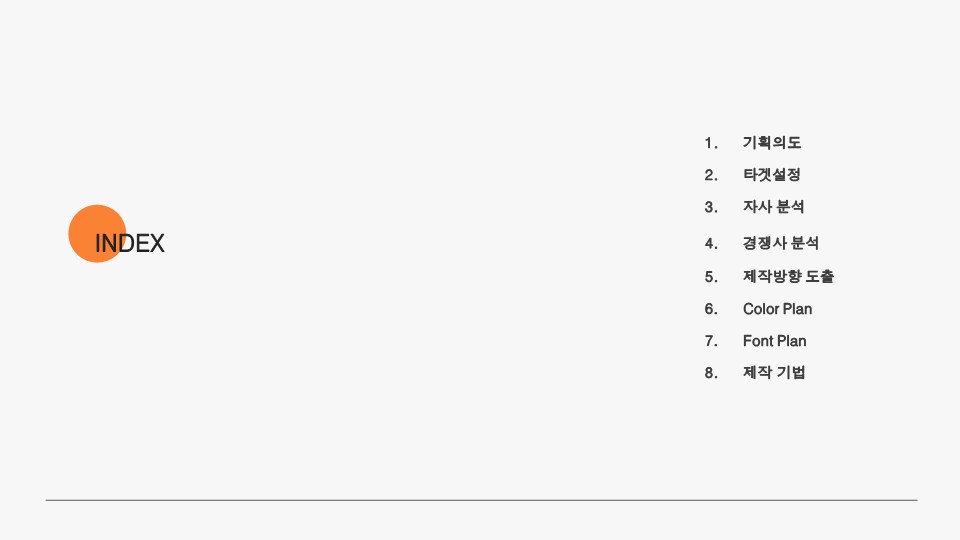 INDEX
1. 기획의도
2. 타겟설정
3. 자사 분석
4. 경쟁사 분석
5. 제작방향 도출
6. Color Plan
7. Font Plan
8. 제작 기법